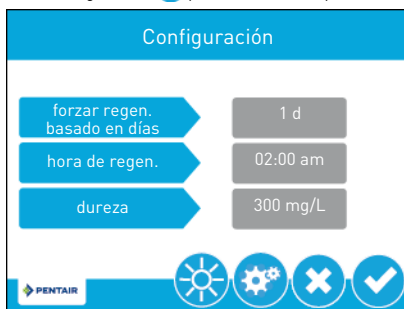 Configuración
forzar regen.
basado en días
1 d
hora de regen.
02:00 am
dureza
300 mg/L
PENTAIR